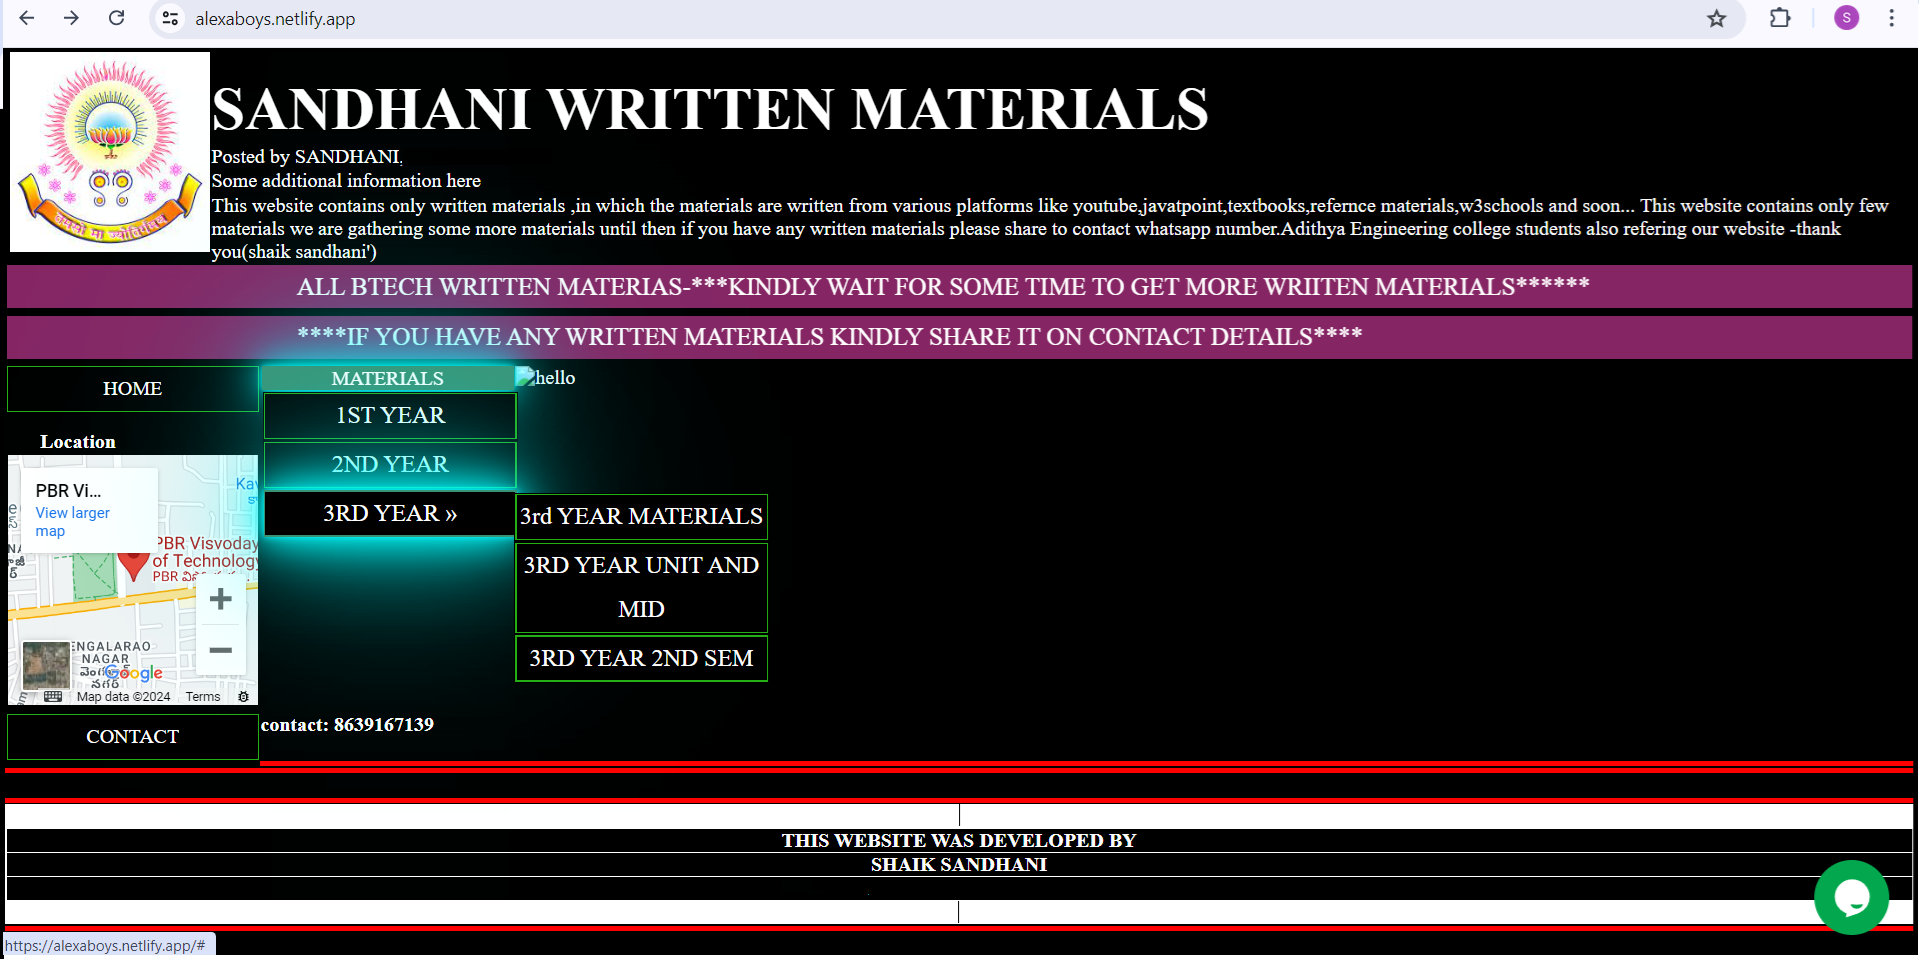 alexaboys.netlify.app
S
तमसो मा ज्योतिर्गमय
SANDHANI WRITTEN MATERIALS
Posted by SANDHANI,
Some additional information here
This website contains only written materials ,in which the materials are written from various platforms like youtube,javatpoint,textbooks,refernce materials,w3schools and soon... This website contains only few
materials we are gathering some more materials until then if you have any written materials please share to contact whatsapp number.Adithya Engineering college students also refering our website -thank
you(shaik sandhani')
ALL BTECH WRITTEN MATERIAS-***KINDLY WAIT FOR SOME TIME TO GET MORE WRIITEN MATERIALS******
****IF YOU HAVE ANY WRITTEN MATERIALS KINDLY SHARE IT ON CONTACT DETAILS****
HOME
MATERIALS
hello
1ST YEAR
2ND YEAR
3RD YEAR »
3rd YEAR MATERIALS
3RD YEAR UNIT AND
MID
3RD YEAR 2ND SEM
Location
PBR Vi...
View larger
map
Kav
PBR Visvoday
of Technology
PBR
ENGALARAO
NAGAR
వెంగళరావు
నగర్
Google
Map data ©2024 Terms
CONTACT
contact: 8639167139
THIS WEBSITE WAS DEVELOPED BY
SHAIK SANDHANI
https://alexaboys.netlify.app/#